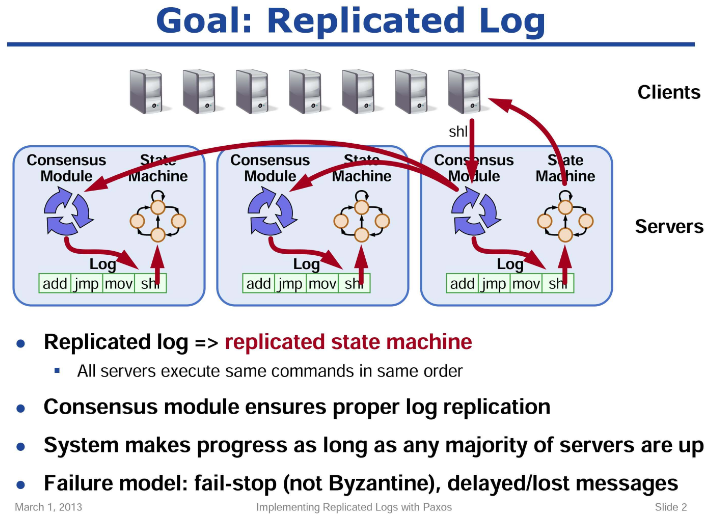 Goal: Replicated Log
Clients
shl
Consensus Module
State Machine
Consensus Module
State Machine
Consensus Module
State Machine
Servers
Log
add jmp mov shl
Log
add jmp mov shl
Log
add jmp mov shl
● Replicated log => replicated state machine
▪ All servers execute same commands in same order
● Consensus module ensures proper log replication
● System makes progress as long as any majority of servers are up
● Failure model: fail-stop (not Byzantine), delayed/lost messages
March 1, 2013
Implementing Replicated Logs with Paxos
Slide 2